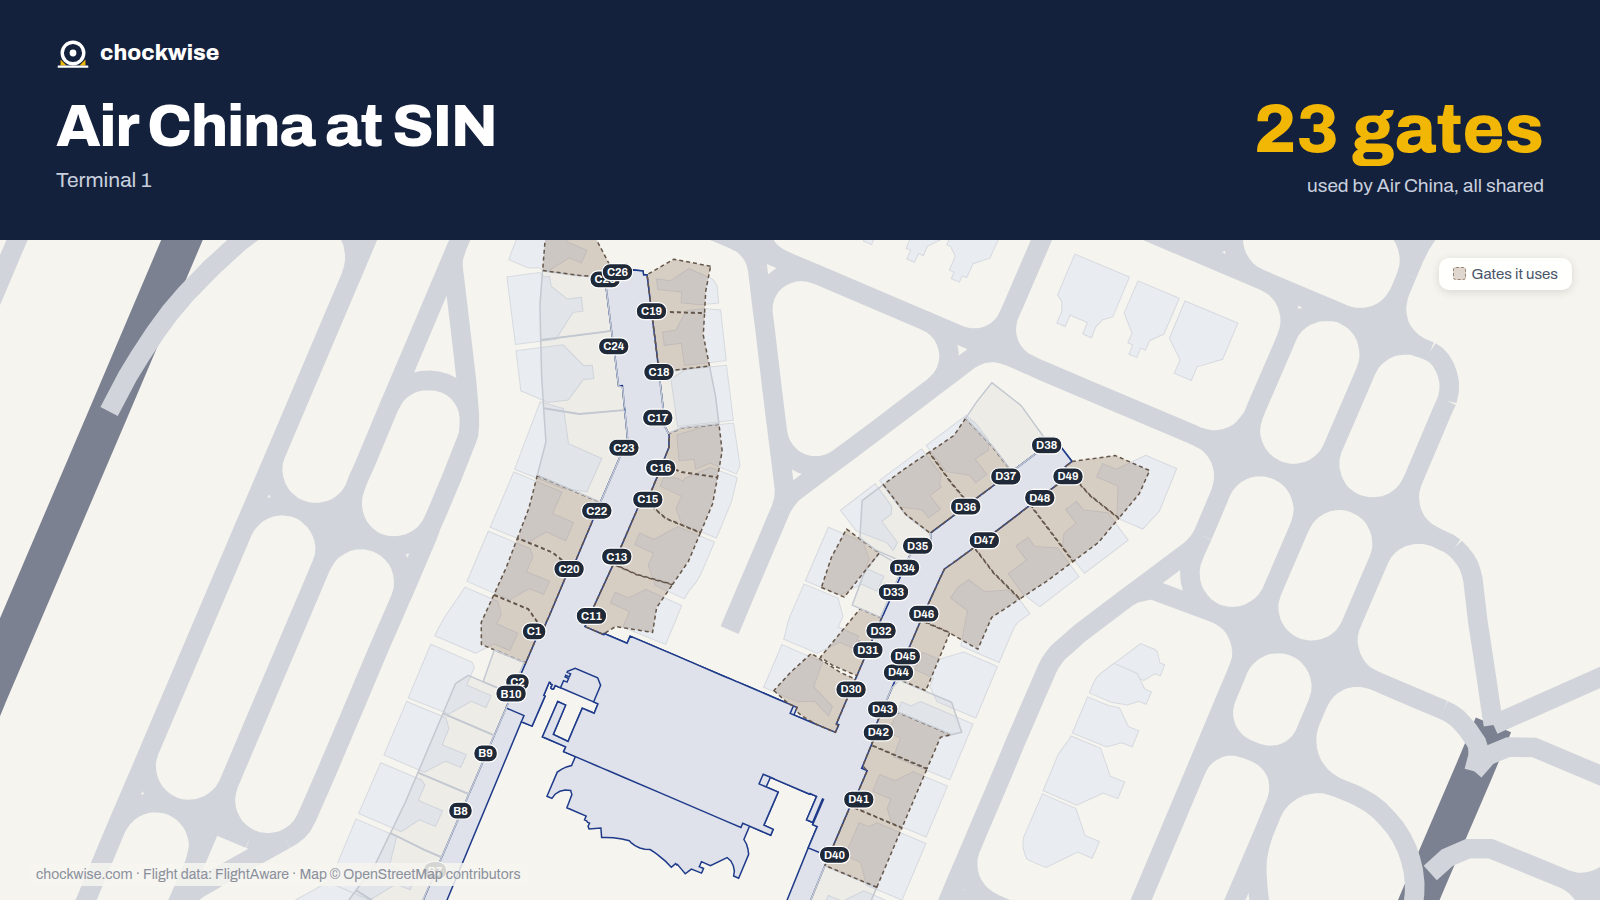 chockwise
Air China at SIN
Terminal 1
23 gates
used by Air China, all shared
Gates it uses
C26
C19
C24
C18
C17
C23
C16
C15
C22
C13
C20
C11
C1
C2
B10
B9
B8
D38
D37
D49
D48
D36
D47
D35
D34
D33
D46
D32
D31
D45
D44
D30
D43
D42
D41
D40
chockwise.com · Flight data: FlightAware · Map © OpenStreetMap contributors